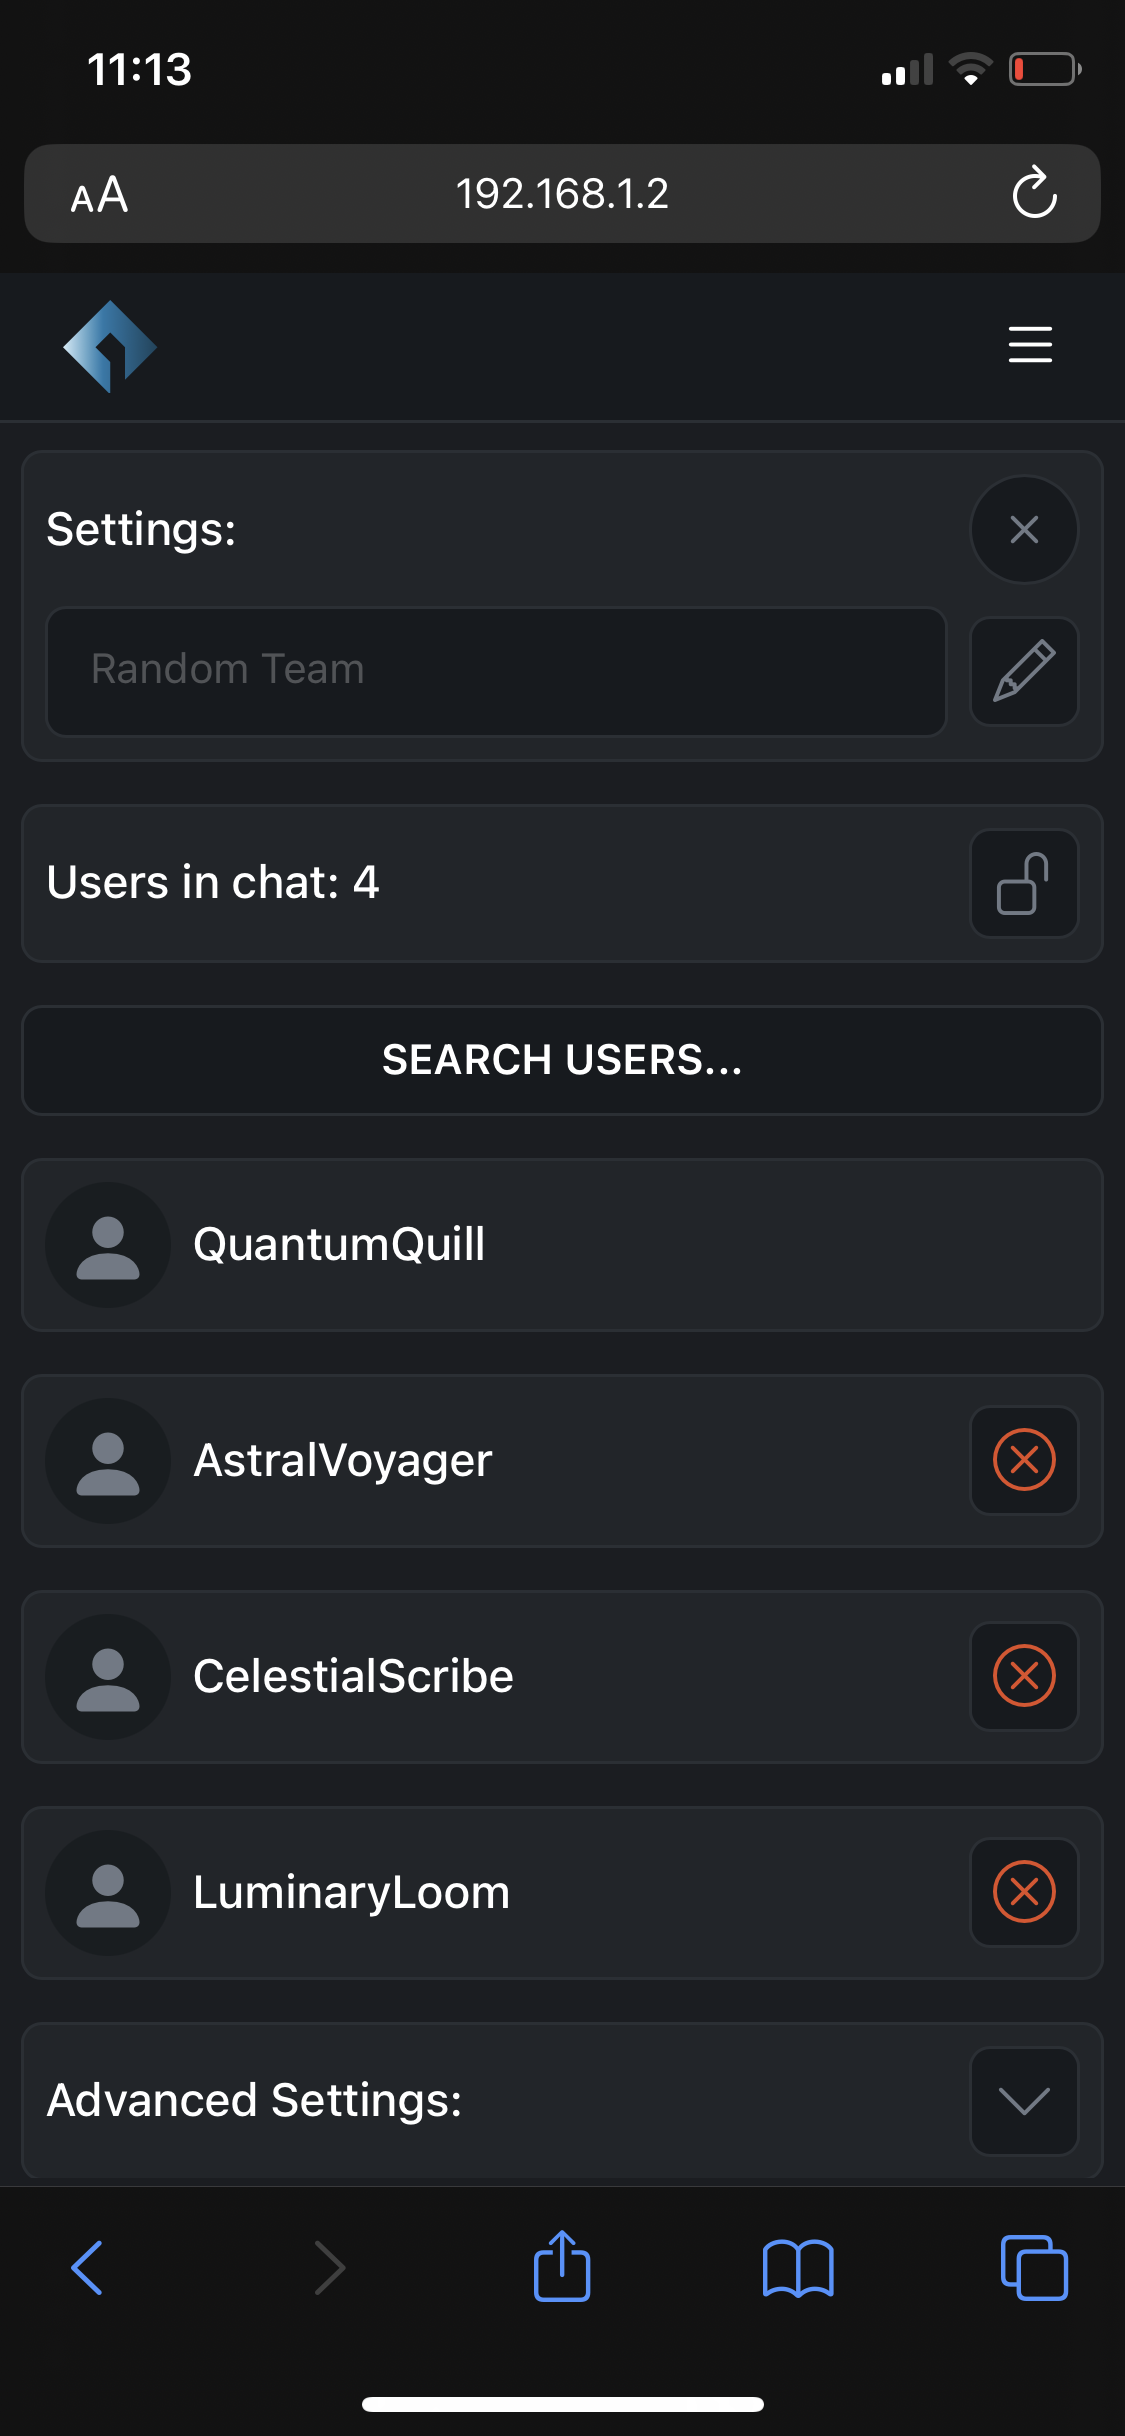 11:13
AA
192.168.1.2
Settings:
Random Team
Users in chat: 4
SEARCH USERS...
QuantumQuill
AstralVoyager
CelestialScribe
LuminaryLoom
Advanced Settings: